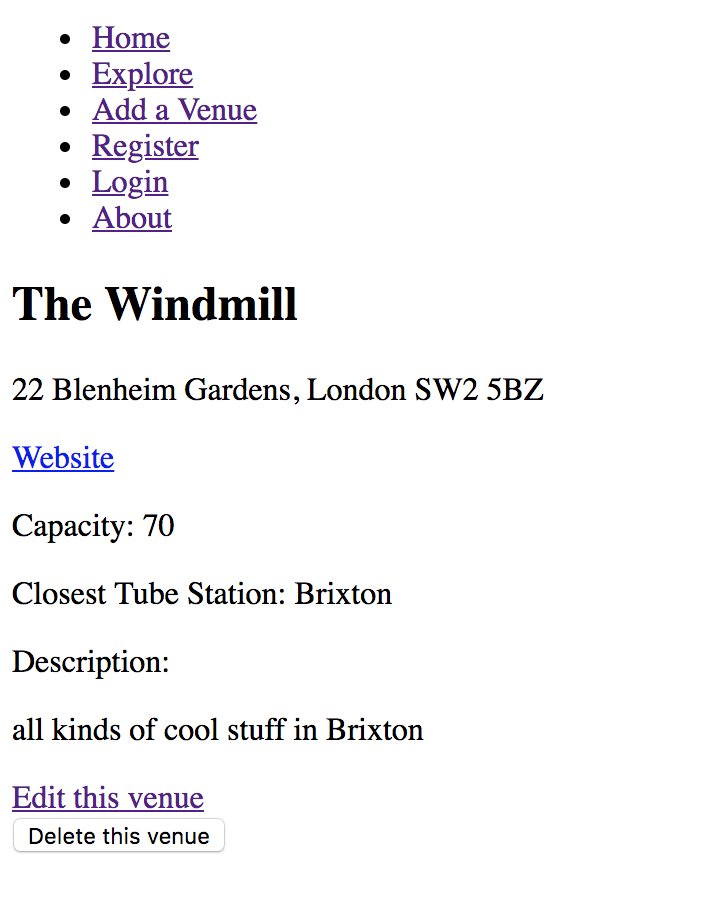 Home
Explore
Add a Venue
Register
Login
About
The Windmill
22 Blenheim Gardens, London SW2 5BZ
Website
Capacity: 70
Closest Tube Station: Brixton
Description:
all kinds of cool stuff in Brixton
Edit this venue
Delete this venue